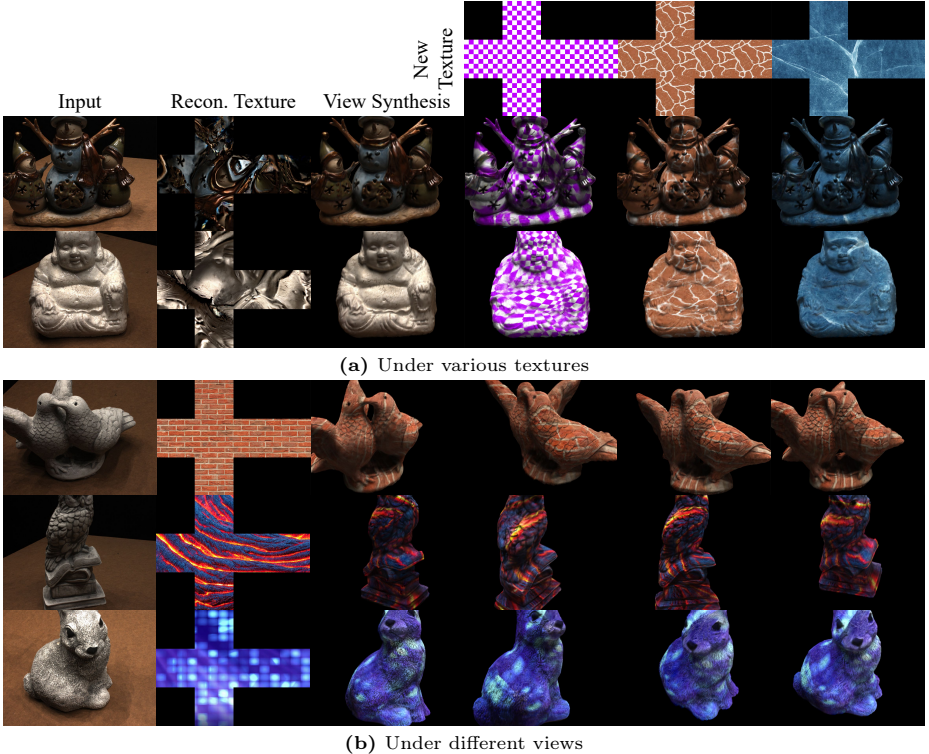 New
Texture
Input
Recon. Texture
View Synthesis
(a) Under various textures
(b) Under different views